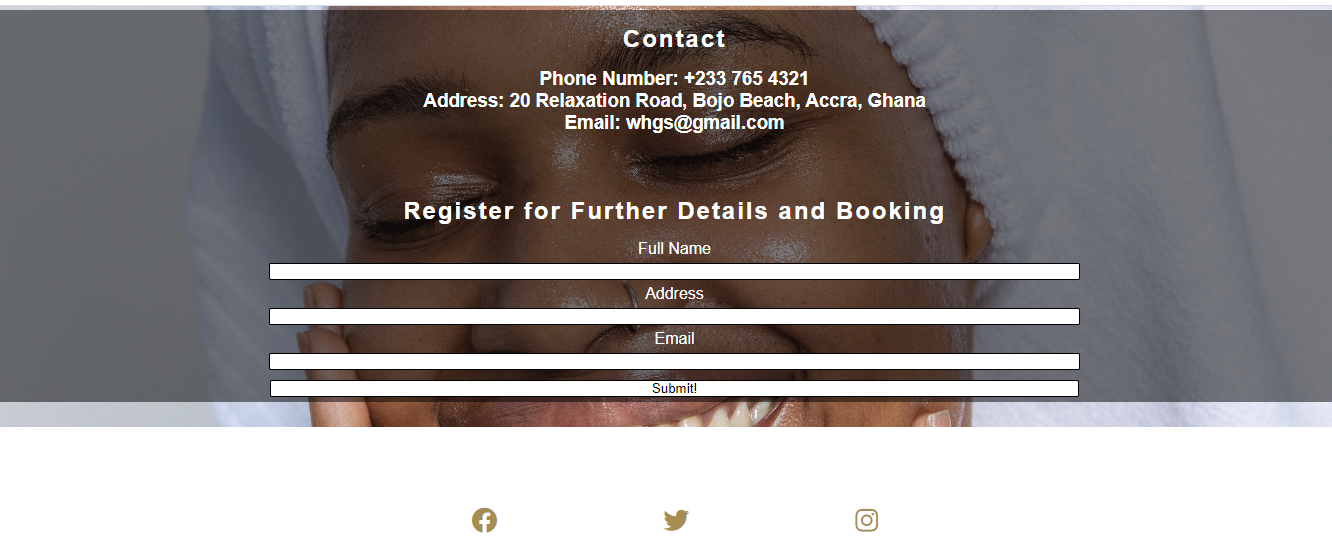 Contact
Phone Number: +233 765 4321
Address: 20 Relaxation Road, Bojo Beach, Accra, Ghana
Email: whgs@gmail.com
Register for Further Details and Booking
Full Name
Address
Email
Submit!